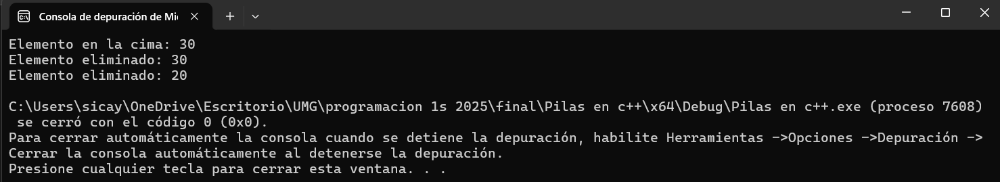 Consola de depuración de Mi
Elemento en la cima: 30
Elemento eliminado: 30
Elemento eliminado: 20
C:\Users\sicay\OneDrive\Escritorio\UMG\programacion 1s 2025\final\Pilas en c++\x64\Debug\Pilas en c++.exe (proceso 7608)
se cerró con el código 0 (0x0).
Para cerrar automáticamente la consola cuando se detiene la depuración, habilite Herramientas ->Opciones ->Depuración ->
Cerrar la consola automáticamente al detenerse la depuración.
Presione cualquier tecla para cerrar esta ventana. . .